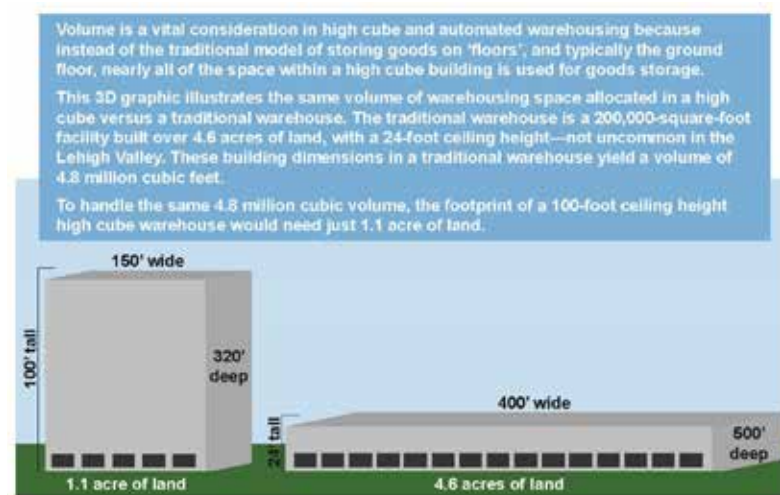 Volume is a vital consideration in high cube and automated warehousing because
instead of the traditional model of storing goods on 'floors', and typically the ground
floor, nearly all of the space within a high cube building is used for goods storage.
This 3D graphic illustrates the same volume of warehousing space allocated in a high
cube versus a traditional warehouse. The traditional warehouse is a 200,000-square-foot
facility built over 4.6 acres of land, with a 24-foot ceiling height—not uncommon in the
Lehigh Valley. These building dimensions in a traditional warehouse yield a volume of
4.8 million cubic feet.
To handle the same 4.8 million cubic volume, the footprint of a 100-foot ceiling height
high cube warehouse would need just 1.1 acre of land.
150' wide
100' tall
320'
deep
1.1 acre of land
400' wide
24' tall
500'
deep
4.6 acres of land